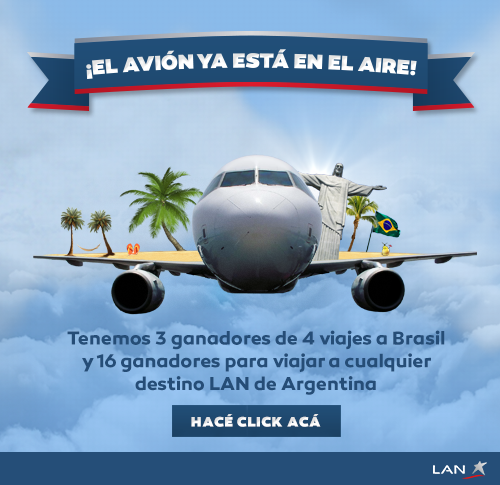 ¡EL AVIÓN YA ESTÁ EN EL AIRE!
Tenemos 3 ganadores de 4 viajes a Brasil
y 16 ganadores para viajar a cualquier
destino LAN de Argentina
HACÉ CLICK ACÁ
LAN